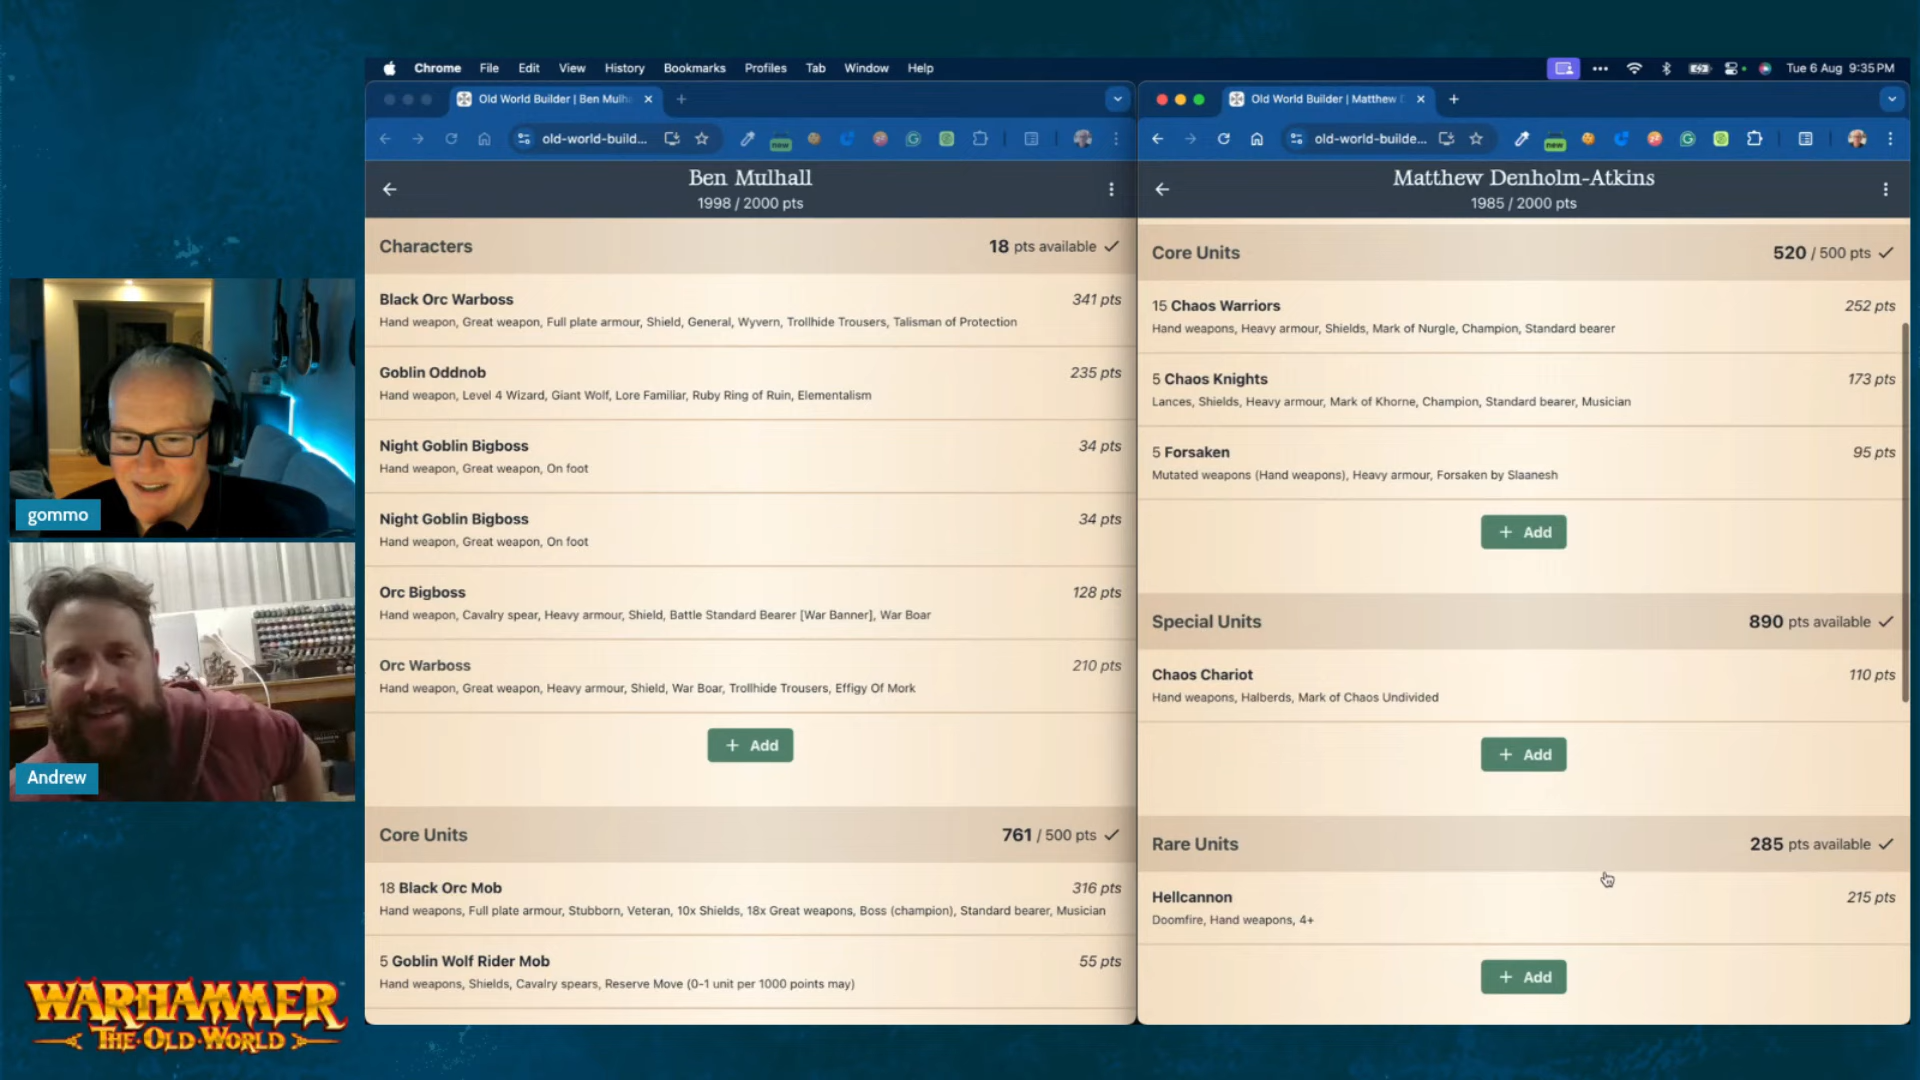 Chrome File Edit View History Bookmarks Profiles Tab Window Help
Tue 6 Aug 9:35 PM
Old World Builder | Ben Mulh
old-world-build...
new
Ben Mulhall
1998 / 2000 pts
Characters
18 pts available
Black Orc Warboss
341 pts
Hand weapon, Great weapon, Full plate armour, Shield, General, Wyvern, Trollhide Trousers, Talisman of Protection
Goblin Oddnob
235 pts
Hand weapon, Level 4 Wizard, Giant Wolf, Lore Familiar, Ruby Ring of Ruin, Elementalism
Night Goblin Bigboss
34 pts
Hand weapon, Great weapon, On foot
Night Goblin Bigboss
34 pts
Hand weapon, Great weapon, On foot
Orc Bigboss
128 pts
Hand weapon, Cavalry spear, Heavy armour, Shield, Battle Standard Bearer [War Banner], War Boar
Orc Warboss
210 pts
Hand weapon, Great weapon, Heavy armour, Shield, War Boar, Trollhide Trousers, Effigy Of Mork
+ Add
Core Units
761 / 500 pts
18 Black Orc Mob
316 pts
Hand weapons, Full plate armour, Stubborn, Veteran, 10x Shields, 18x Great weapons, Boss (champion), Standard bearer, Musician
5 Goblin Wolf Rider Mob
55 pts
Hand weapons, Shields, Cavalry spears, Reserve Move (0-1 unit per 1000 points may)
Old World Builder | Matthew
old-world-builde...
new
Matthew Denholm-Atkins
1985 / 2000 pts
Core Units
520 / 500 pts
15 Chaos Warriors
252 pts
Hand weapons, Heavy armour, Shields, Mark of Nurgle, Champion, Standard bearer
5 Chaos Knights
173 pts
Lances, Shields, Heavy armour, Mark of Khorne, Champion, Standard bearer, Musician
5 Forsaken
95 pts
Mutated weapons (Hand weapons), Heavy armour, Forsaken by Slaanesh
+ Add
Special Units
890 pts available
Chaos Chariot
110 pts
Hand weapons, Halberds, Mark of Chaos Undivided
+ Add
Rare Units
285 pts available
Hellcannon
215 pts
Doomfire, Hand weapons, 4+
+ Add
gommo
Andrew
WARHAMMER
THE·OLD·WORLD